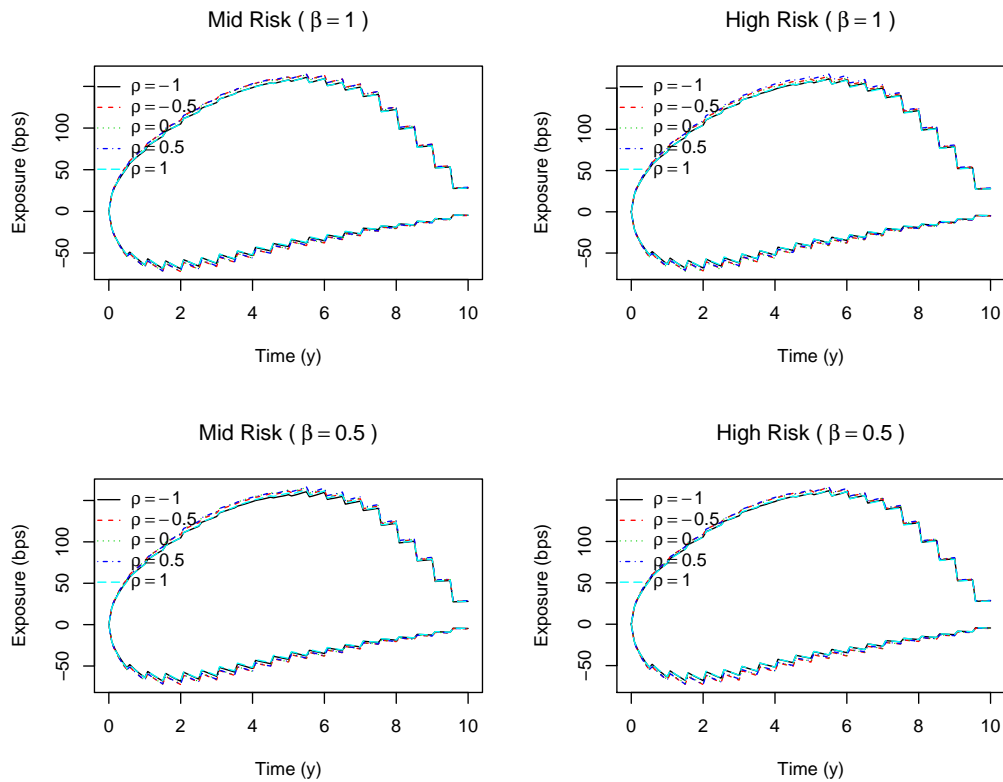 Mid Risk ( β = 1 )
Exposure (bps)
−50 0 50 100
ρ = −1
ρ = −0.5
ρ = 0
ρ = 0.5
ρ = 1
0 2 4 6 8 10
Time (y)
High Risk ( β = 1 )
Exposure (bps)
−50 0 50 100
ρ = −1
ρ = −0.5
ρ = 0
ρ = 0.5
ρ = 1
0 2 4 6 8 10
Time (y)
Mid Risk ( β = 0.5 )
Exposure (bps)
−50 0 50 100
ρ = −1
ρ = −0.5
ρ = 0
ρ = 0.5
ρ = 1
0 2 4 6 8 10
Time (y)
High Risk ( β = 0.5 )
Exposure (bps)
−50 0 50 100
ρ = −1
ρ = −0.5
ρ = 0
ρ = 0.5
ρ = 1
0 2 4 6 8 10
Time (y)